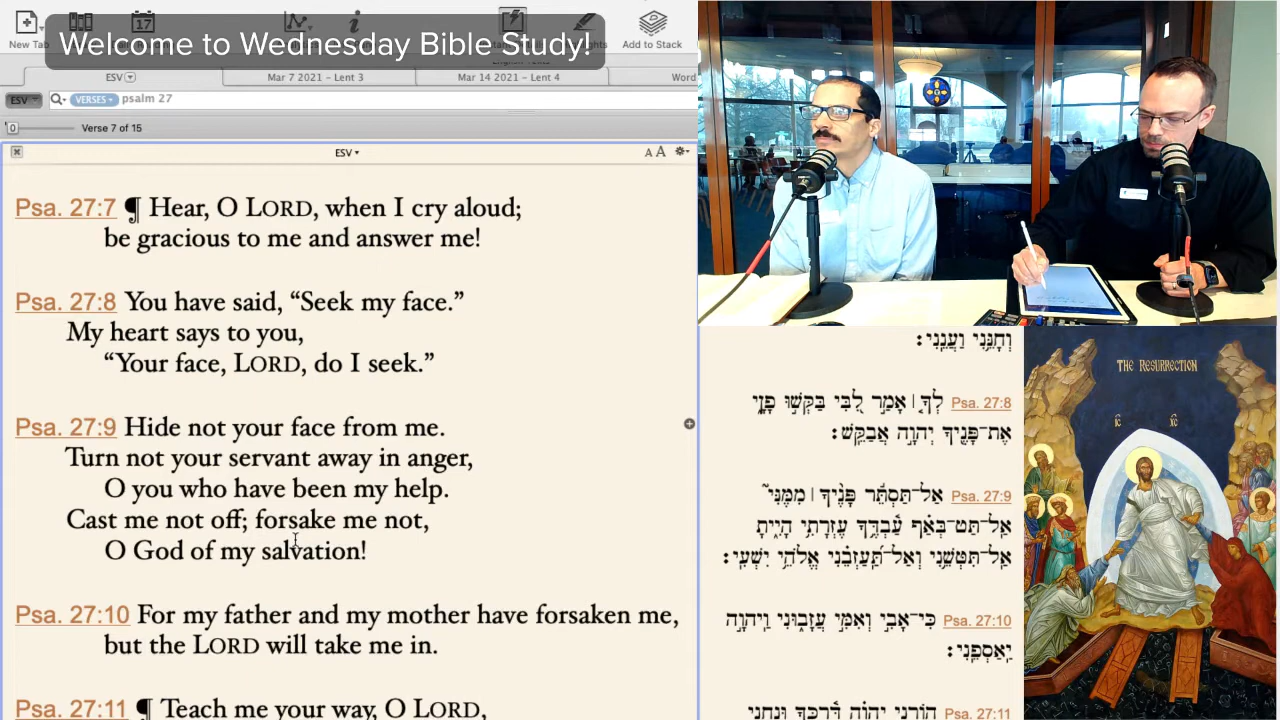 New Tab
17
Add to Stack
Welcome to Wednesday Bible Study!
ESV
Mar 7 2021 - Lent 3
Mar 14 2021 - Lent 4
Word
ESV
VERSES
psalm 27
0
Verse 7 of 15
ESV
A A
Psa. 27:7 ¶ Hear, O LORD, when I cry aloud;
be gracious to me and answer me!
Psa. 27:8 You have said, “Seek my face.”
My heart says to you,
“Your face, LORD, do I seek.”
Psa. 27:9 Hide not your face from me.
Turn not your servant away in anger,
O you who have been my help.
Cast me not off; forsake me not,
O God of my salvation!
Psa. 27:10 For my father and my mother have forsaken me,
but the LORD will take me in.
Psa. 27:11 ¶ Teach me your way, O LORD,
וְחָנֵּ֥נִי וַעֲנֵֽנִי׃
Psa. 27:8 לְךָ֤ ׀ אָמַ֣ר לִ֭בִּי בַּקְּשׁ֣וּ פָנָ֑י
אֶת־פָּנֶ֖יךָ יְהוָ֣ה אֲבַקֵּֽשׁ׃
Psa. 27:9 אַל־תַּסְתֵּ֬ר פָּנֶ֨יךָ ׀ מִמֶּנִּי֮
אַֽל־תַּט־בְּאַ֗ף עַ֫בְדֶּ֥ךָ עֶזְרָתִ֥י הָיִ֑יתָ
אַֽל־תִּטְּשֵׁ֥נִי וְאַל־תַּֽ֝עַזְבֵ֗נִי אֱלֹהֵ֥י יִשְׁעִֽי׃
Psa. 27:10 כִּי־אָבִ֣י וְאִמִּ֣י עֲזָב֑וּנִי וַֽיהוָ֣ה
יַֽאַסְפֵֽנִי׃
Psa. 27:11 ה֤וֹרֵ֥נִי יְהוָ֗ה דַּ֫רְכֶּ֥ךָ וּ֭נְחֵנִי
THE RESURRECTION
IC XC